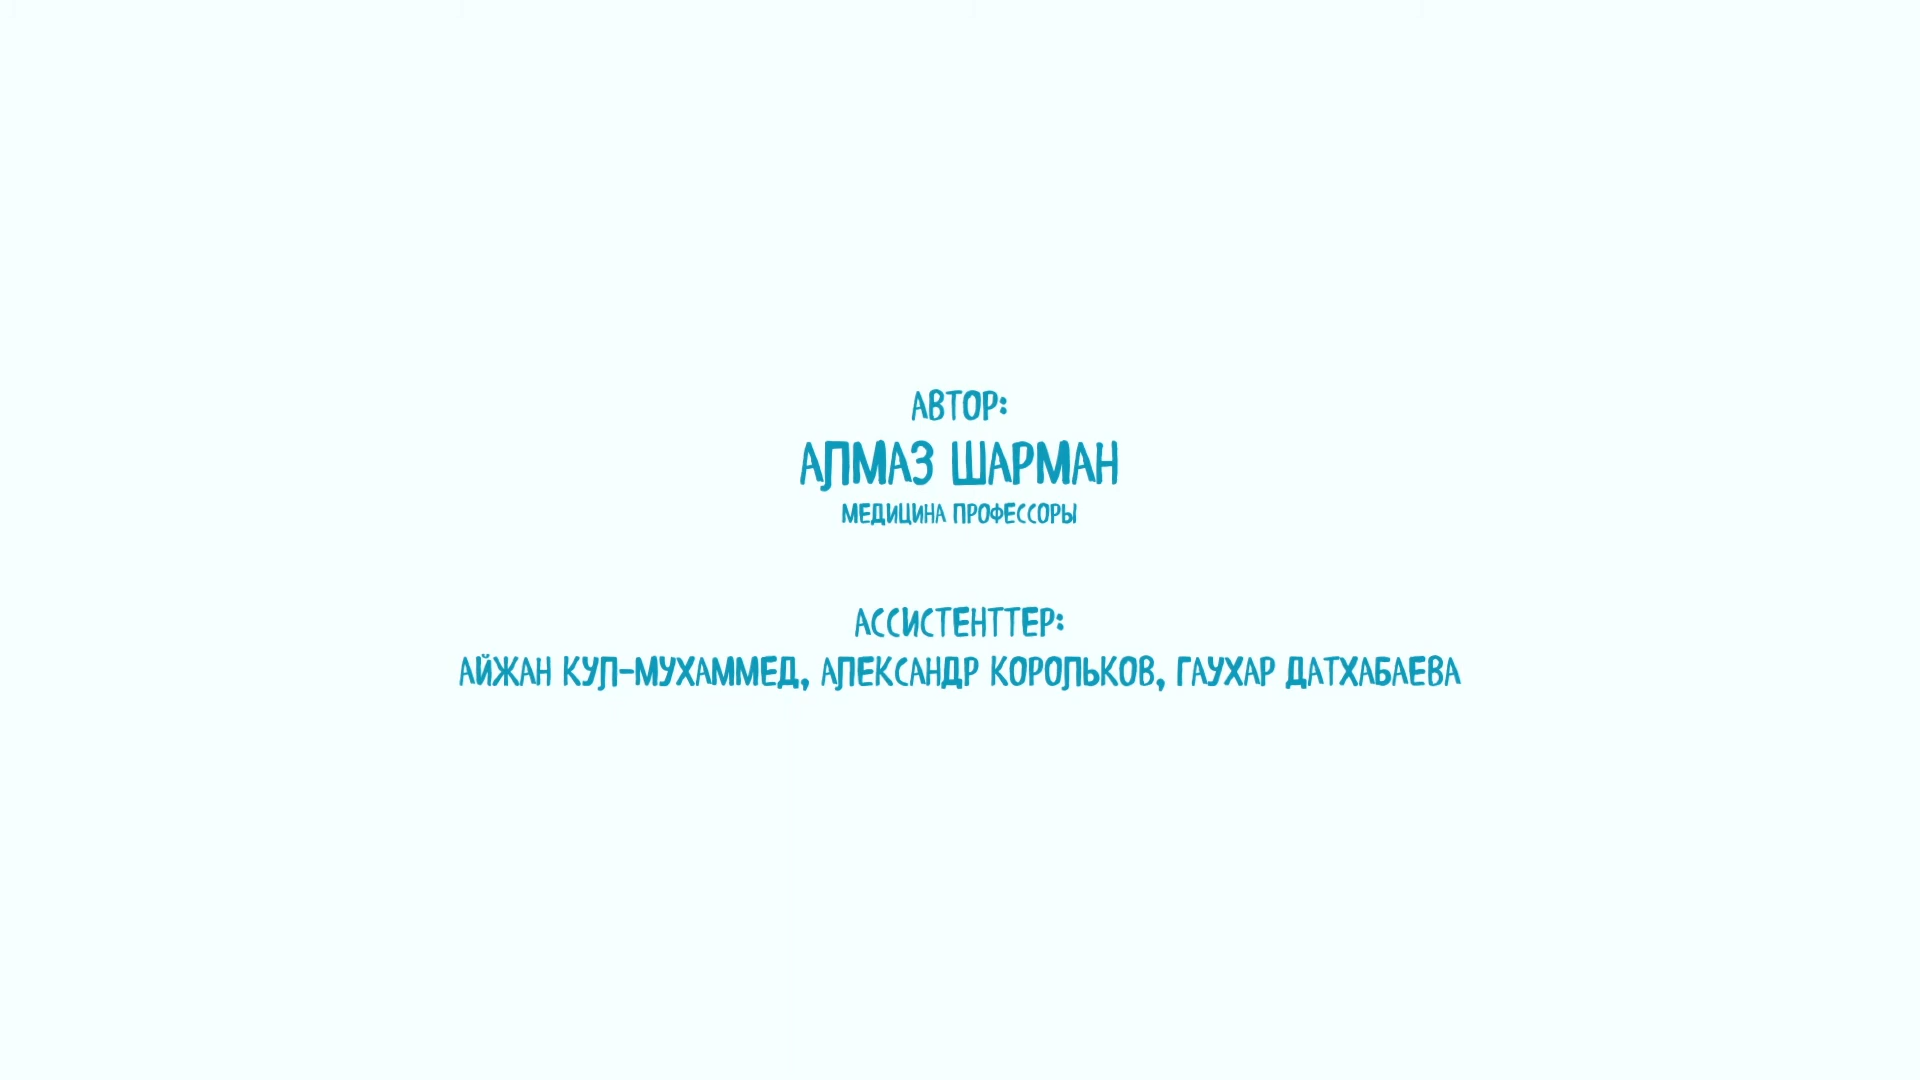 АВТОР:
АЛМАЗ ШАРМАН
МЕДИЦИНА ПРОФЕССОРЫ
АССИСТЕНТТЕР:
АЙЖАН КУЛ-МУХАММЕД, АЛЕКСАНДР КОРОЛЬКОВ, ГАУХАР ДАТХАБАЕВА